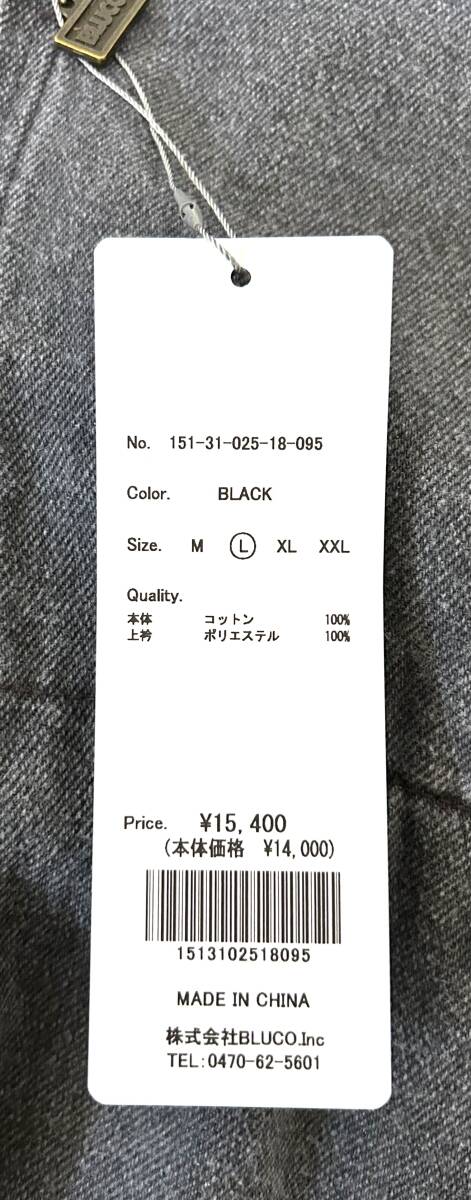 BLUCO
No. 151-31-025-18-095
Color. BLACK
Size. M L XL XXL
Quality.
本体 コットン 100%
上衿 ポリエステル 100%
Price. ¥15,400
(本体価格 ¥14,000)
1513102518095
MADE IN CHINA
株式会社BLUCO.Inc
TEL:0470-62-5601